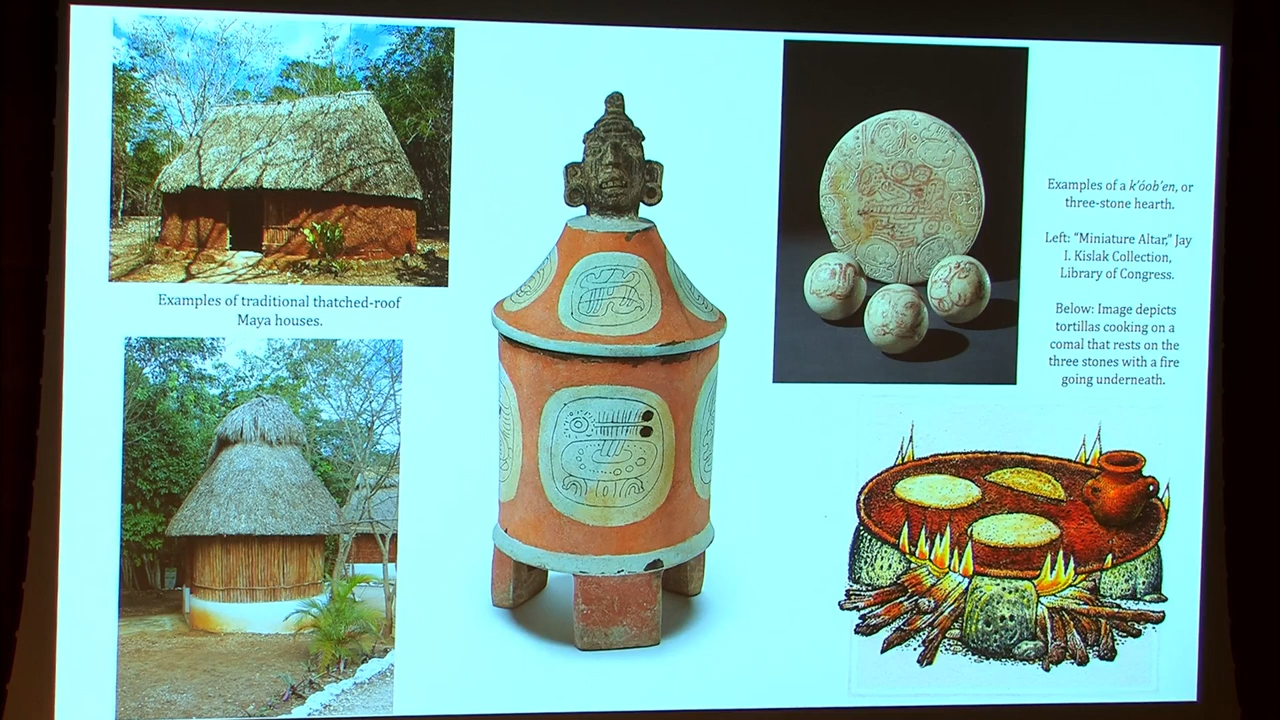 Examples of traditional thatched-roof
Maya houses.
Examples of a k'óob'en, or
three-stone hearth.
Left: "Miniature Altar," Jay
I. Kislak Collection,
Library of Congress.
Below: Image depicts
tortillas cooking on a
comal that rests on the
three stones with a fire
going underneath.